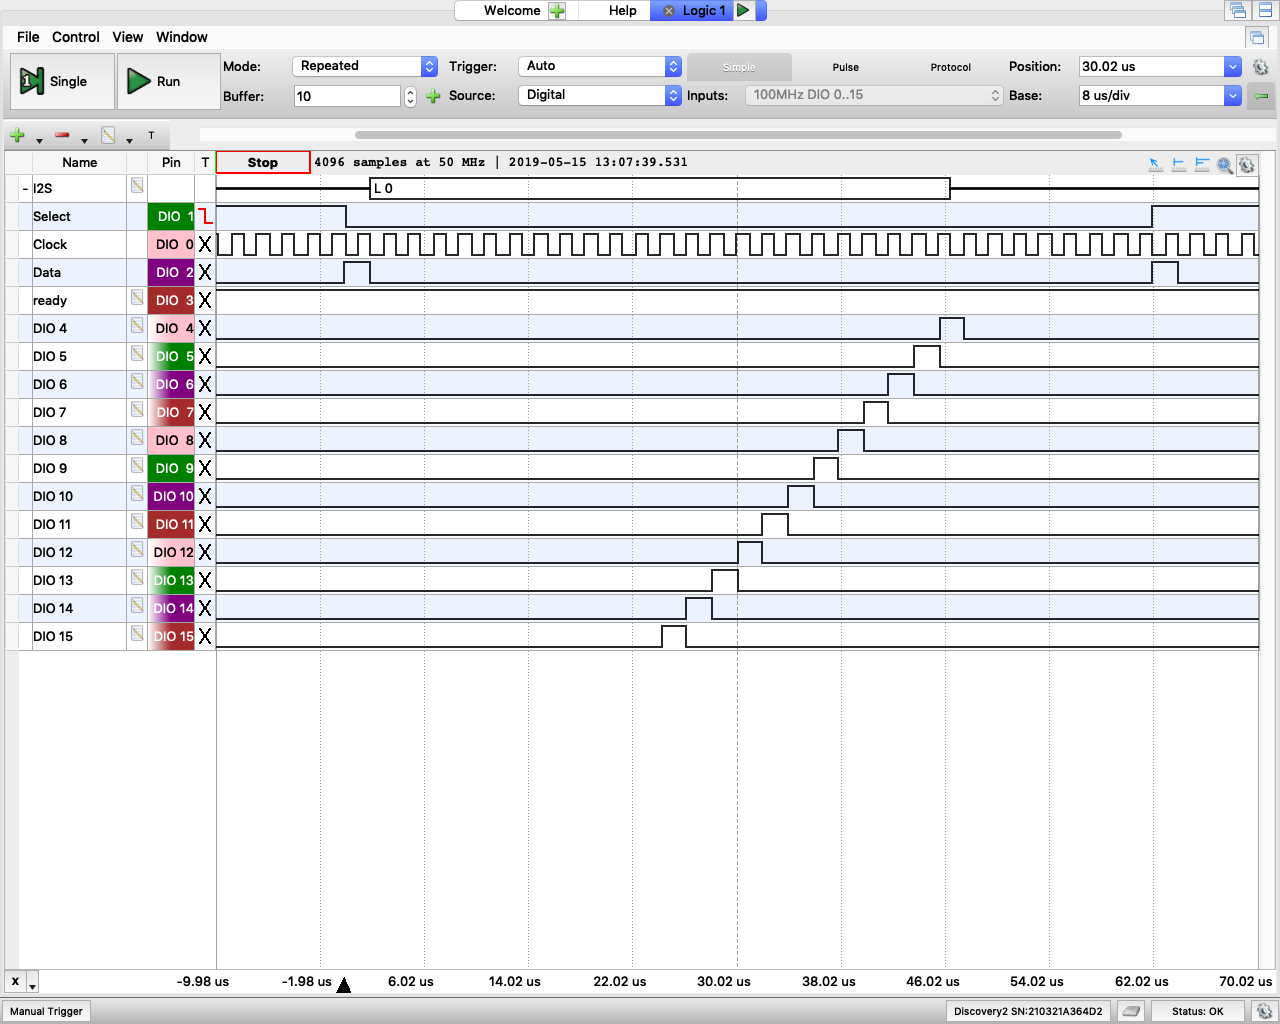 Welcome Help Logic 1
File Control View Window
Single Run Mode: Repeated Trigger: Auto Simple Pulse Protocol Position: 30.02 us
Buffer: 10 Source: Digital Inputs: 100MHz DIO 0..15 Base: 8 us/div
T
Name Pin T Stop 4096 samples at 50 MHz | 2019-05-15 13:07:39.531
- I2S L 0
Select DIO 1
Clock DIO 0 X
Data DIO 2 X
ready DIO 3 X
DIO 4 DIO 4 X
DIO 5 DIO 5 X
DIO 6 DIO 6 X
DIO 7 DIO 7 X
DIO 8 DIO 8 X
DIO 9 DIO 9 X
DIO 10 DIO 10 X
DIO 11 DIO 11 X
DIO 12 DIO 12 X
DIO 13 DIO 13 X
DIO 14 DIO 14 X
DIO 15 DIO 15 X
X -9.98 us -1.98 us 6.02 us 14.02 us 22.02 us 30.02 us 38.02 us 46.02 us 54.02 us 62.02 us 70.02 us
Manual Trigger Discovery2 SN:210321A364D2 Status: OK